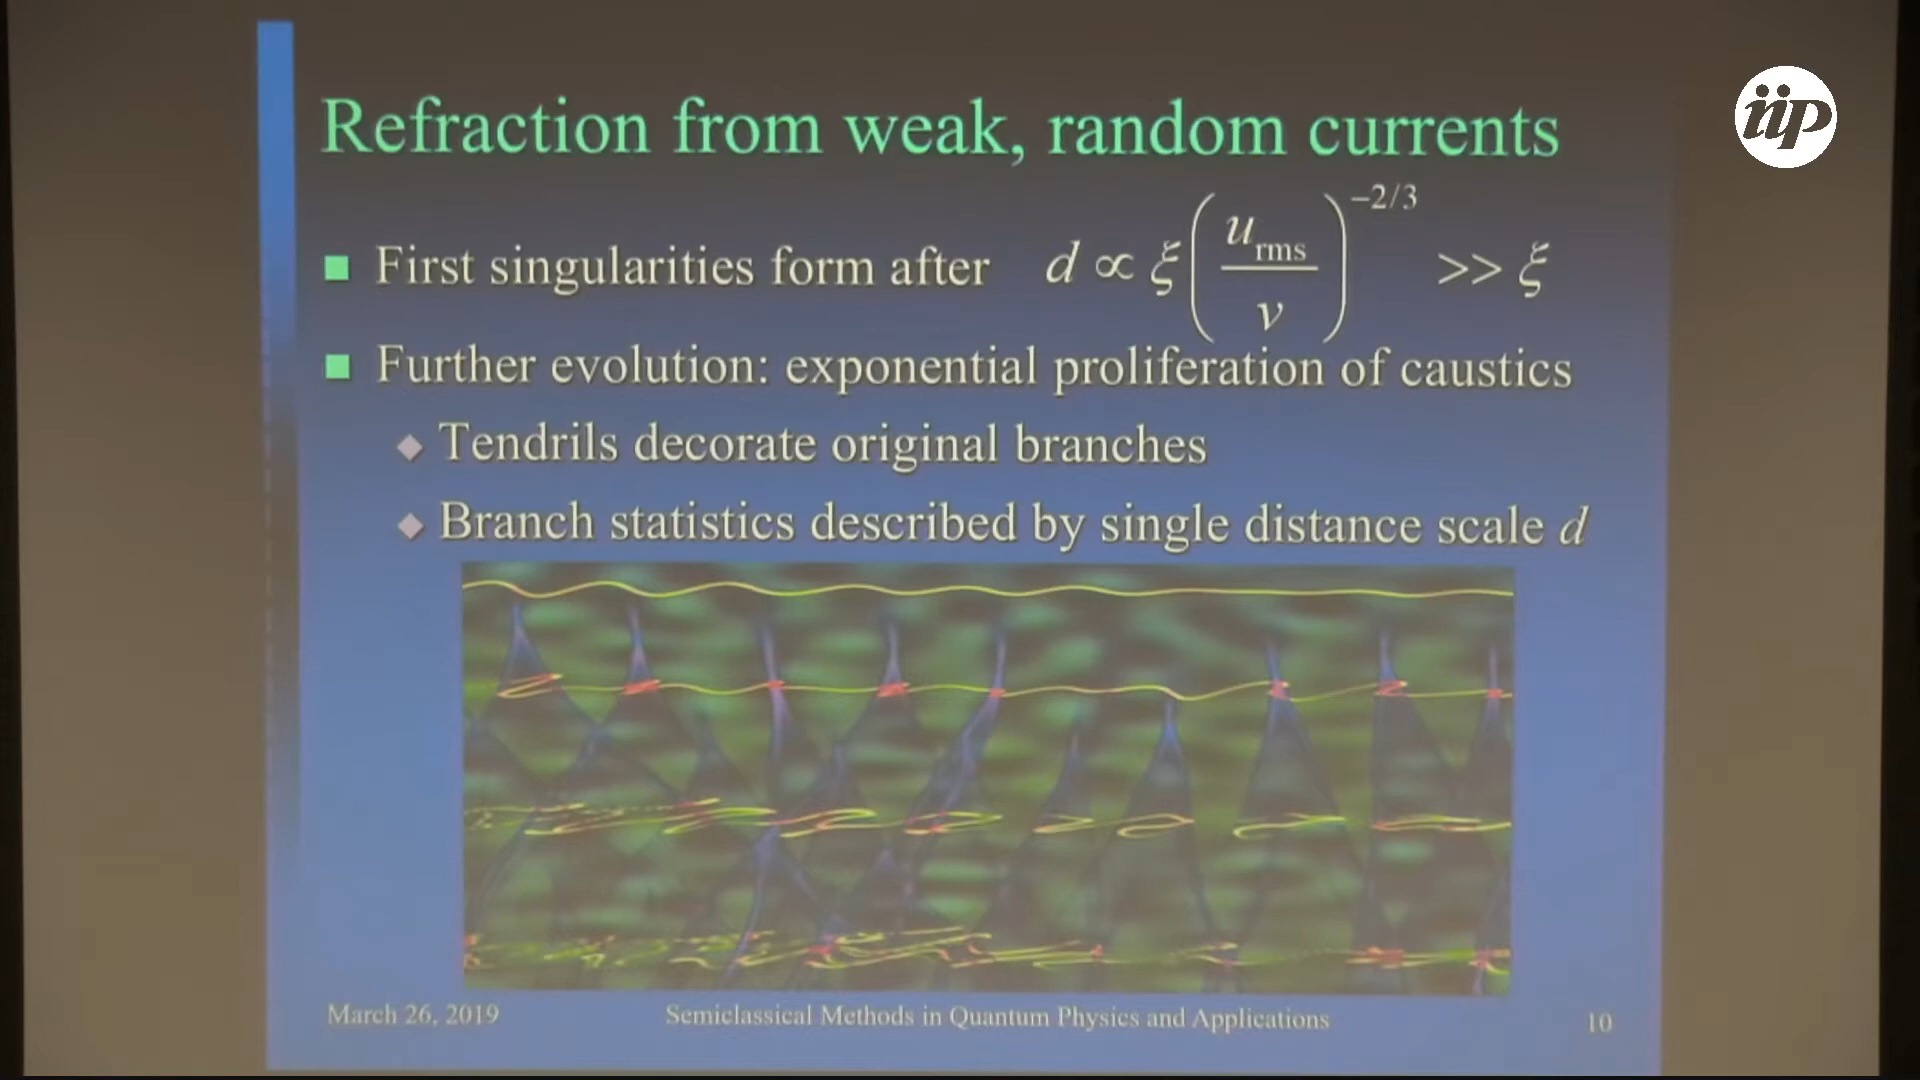 iip
Refraction from weak, random currents
First singularities form after d ∝ ξ(u_rms/v)^{−2/3} >> ξ
Further evolution: exponential proliferation of caustics
Tendrils decorate original branches
Branch statistics described by single distance scale d
March 26, 2019 Semiclassical Methods in Quantum Physics and Applications 10